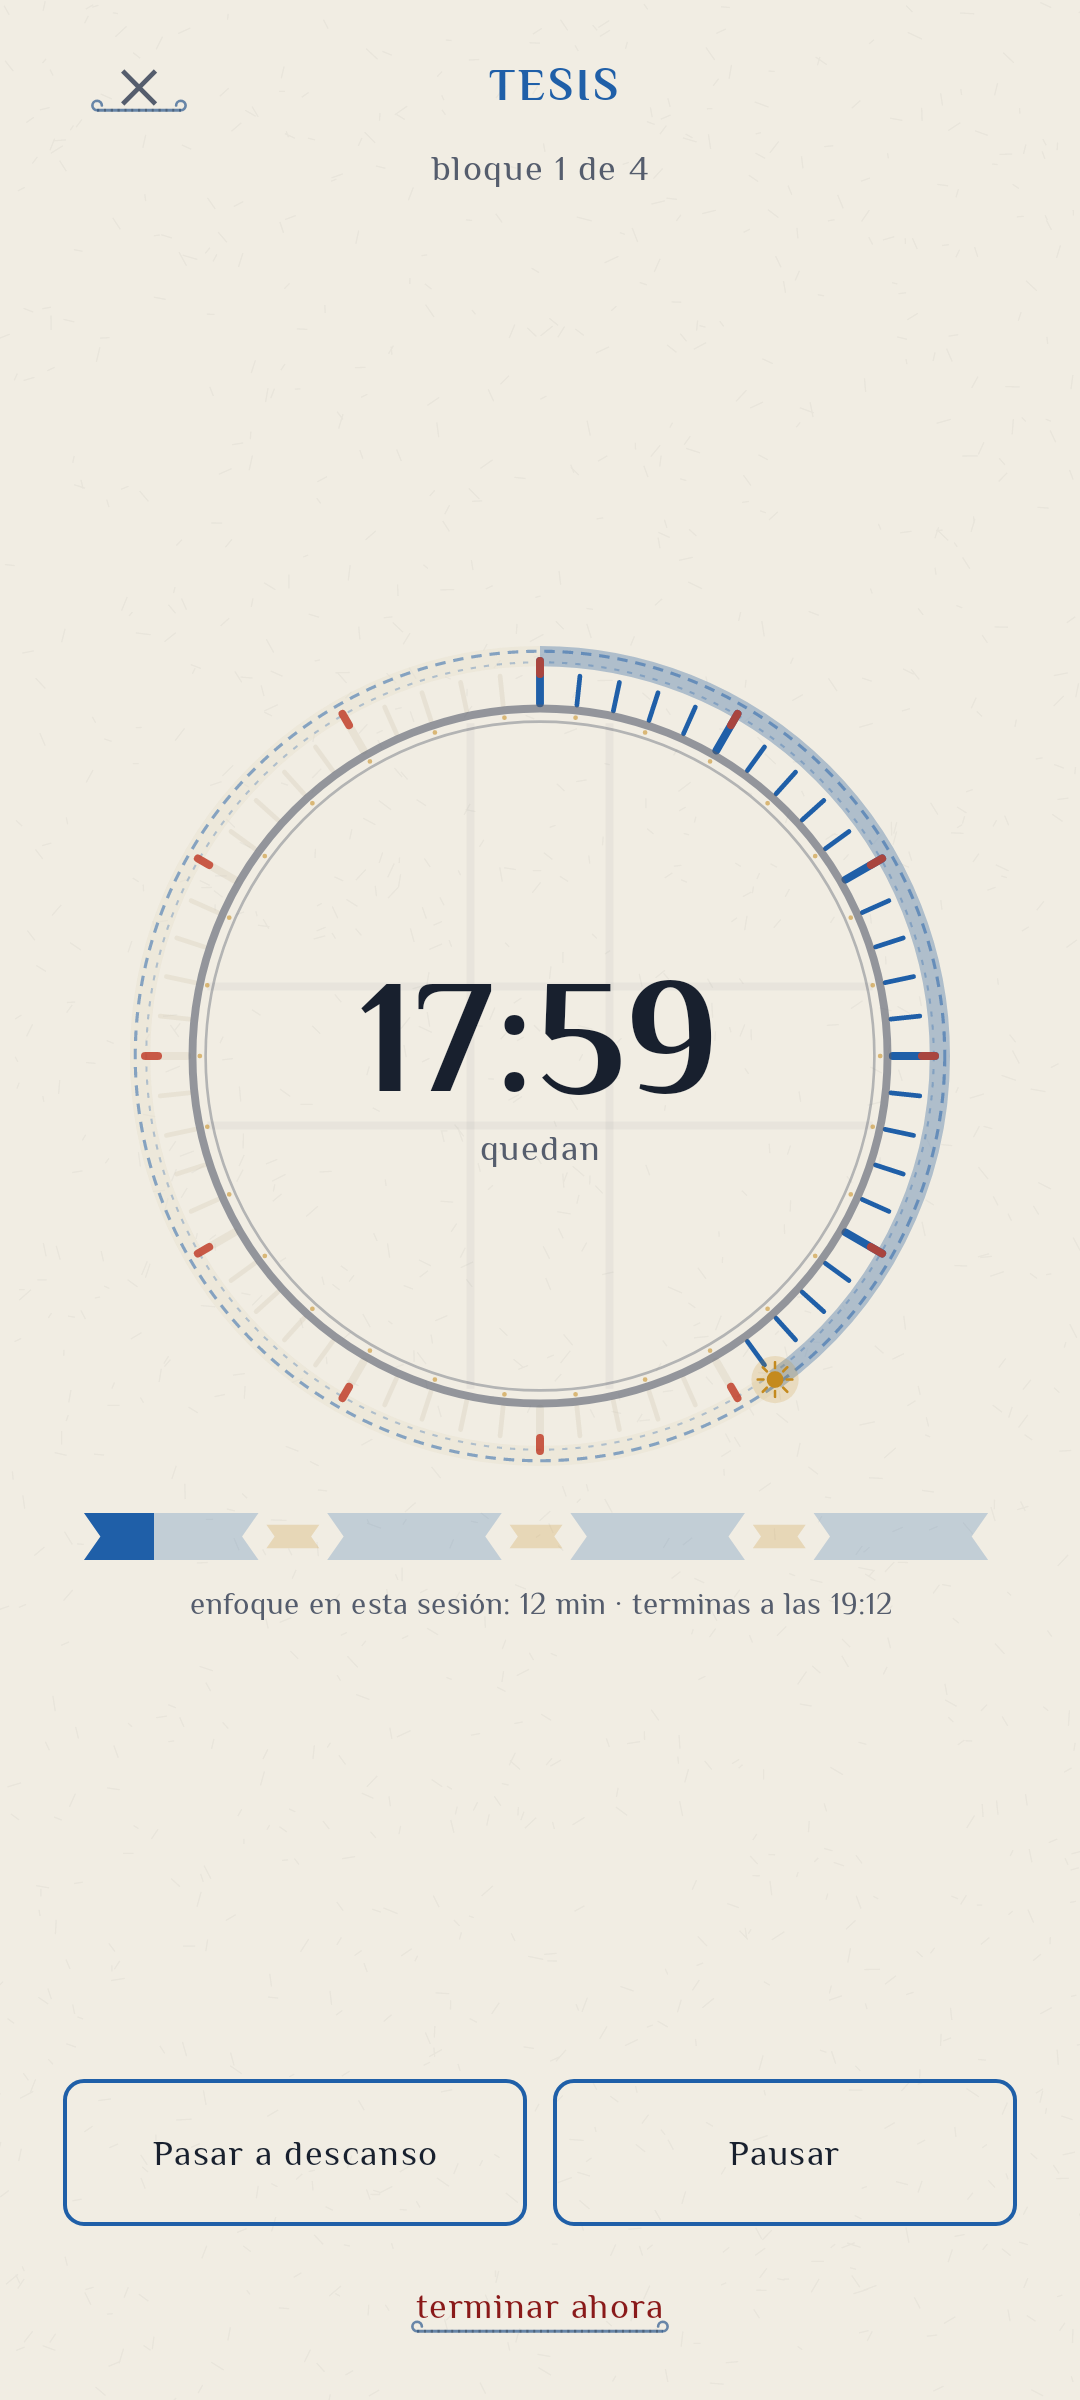 TESIS
bloque 1 de 4
17:59
quedan
enfoque en esta sesión: 12 min · terminas a las 19:12
Pasar a descanso
Pausar
terminar ahora